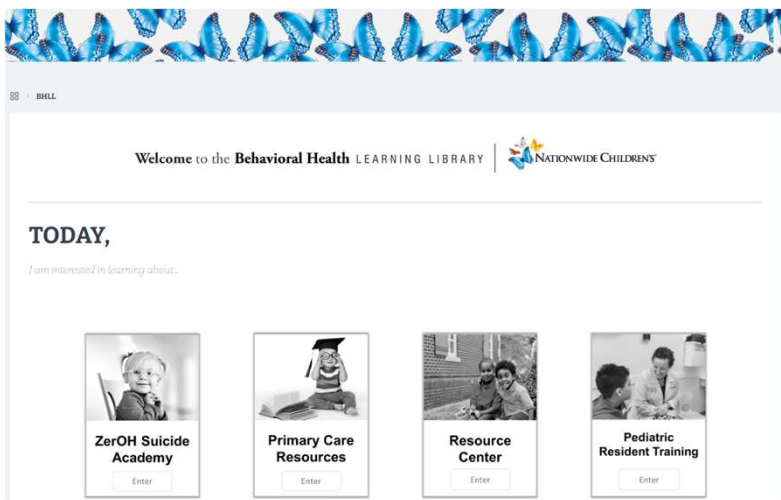 BHLL
Welcome to the Behavioral Health LEARNING LIBRARY
NATIONWIDE CHILDREN'S
TODAY,
I am interested in learning about...
ZerOH Suicide
Academy
Enter
Primary Care
Resources
Enter
Resource
Center
Enter
Pediatric
Resident Training
Enter